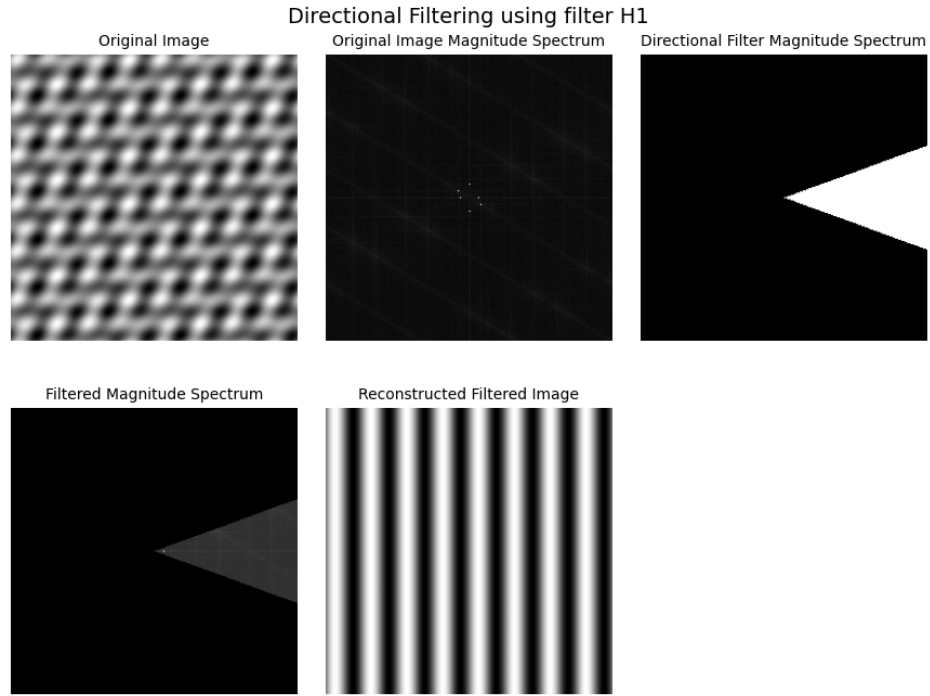 Directional Filtering using filter H1
Original Image
Original Image Magnitude Spectrum
Directional Filter Magnitude Spectrum
Filtered Magnitude Spectrum
Reconstructed Filtered Image